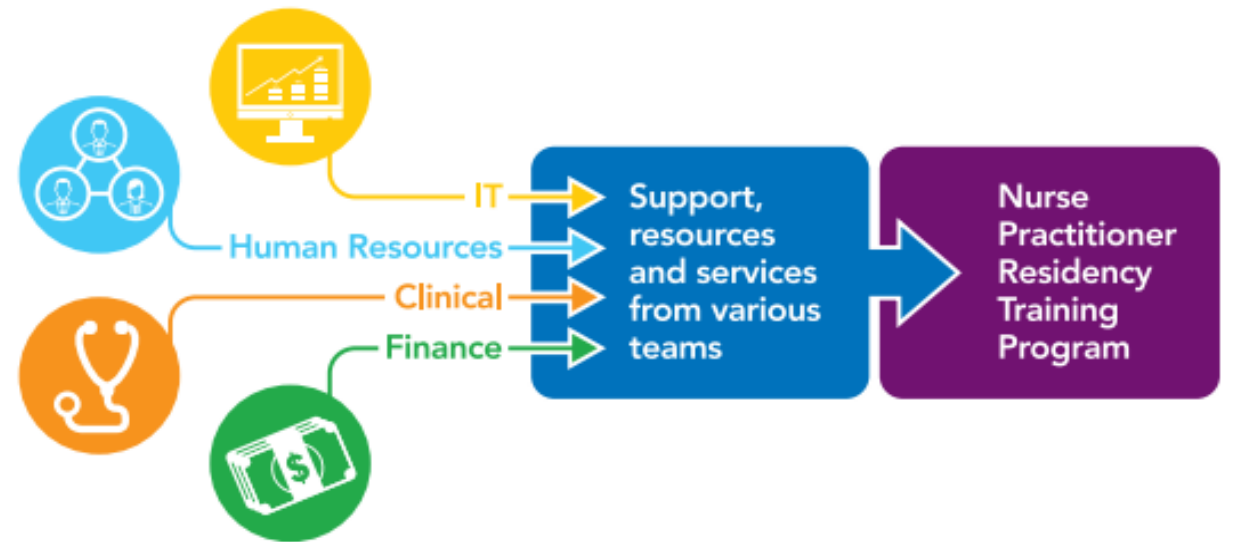 IT
Human Resources
Clinical
Finance
Support,
resources
and services
from various
teams
Nurse
Practitioner
Residency
Training
Program
$